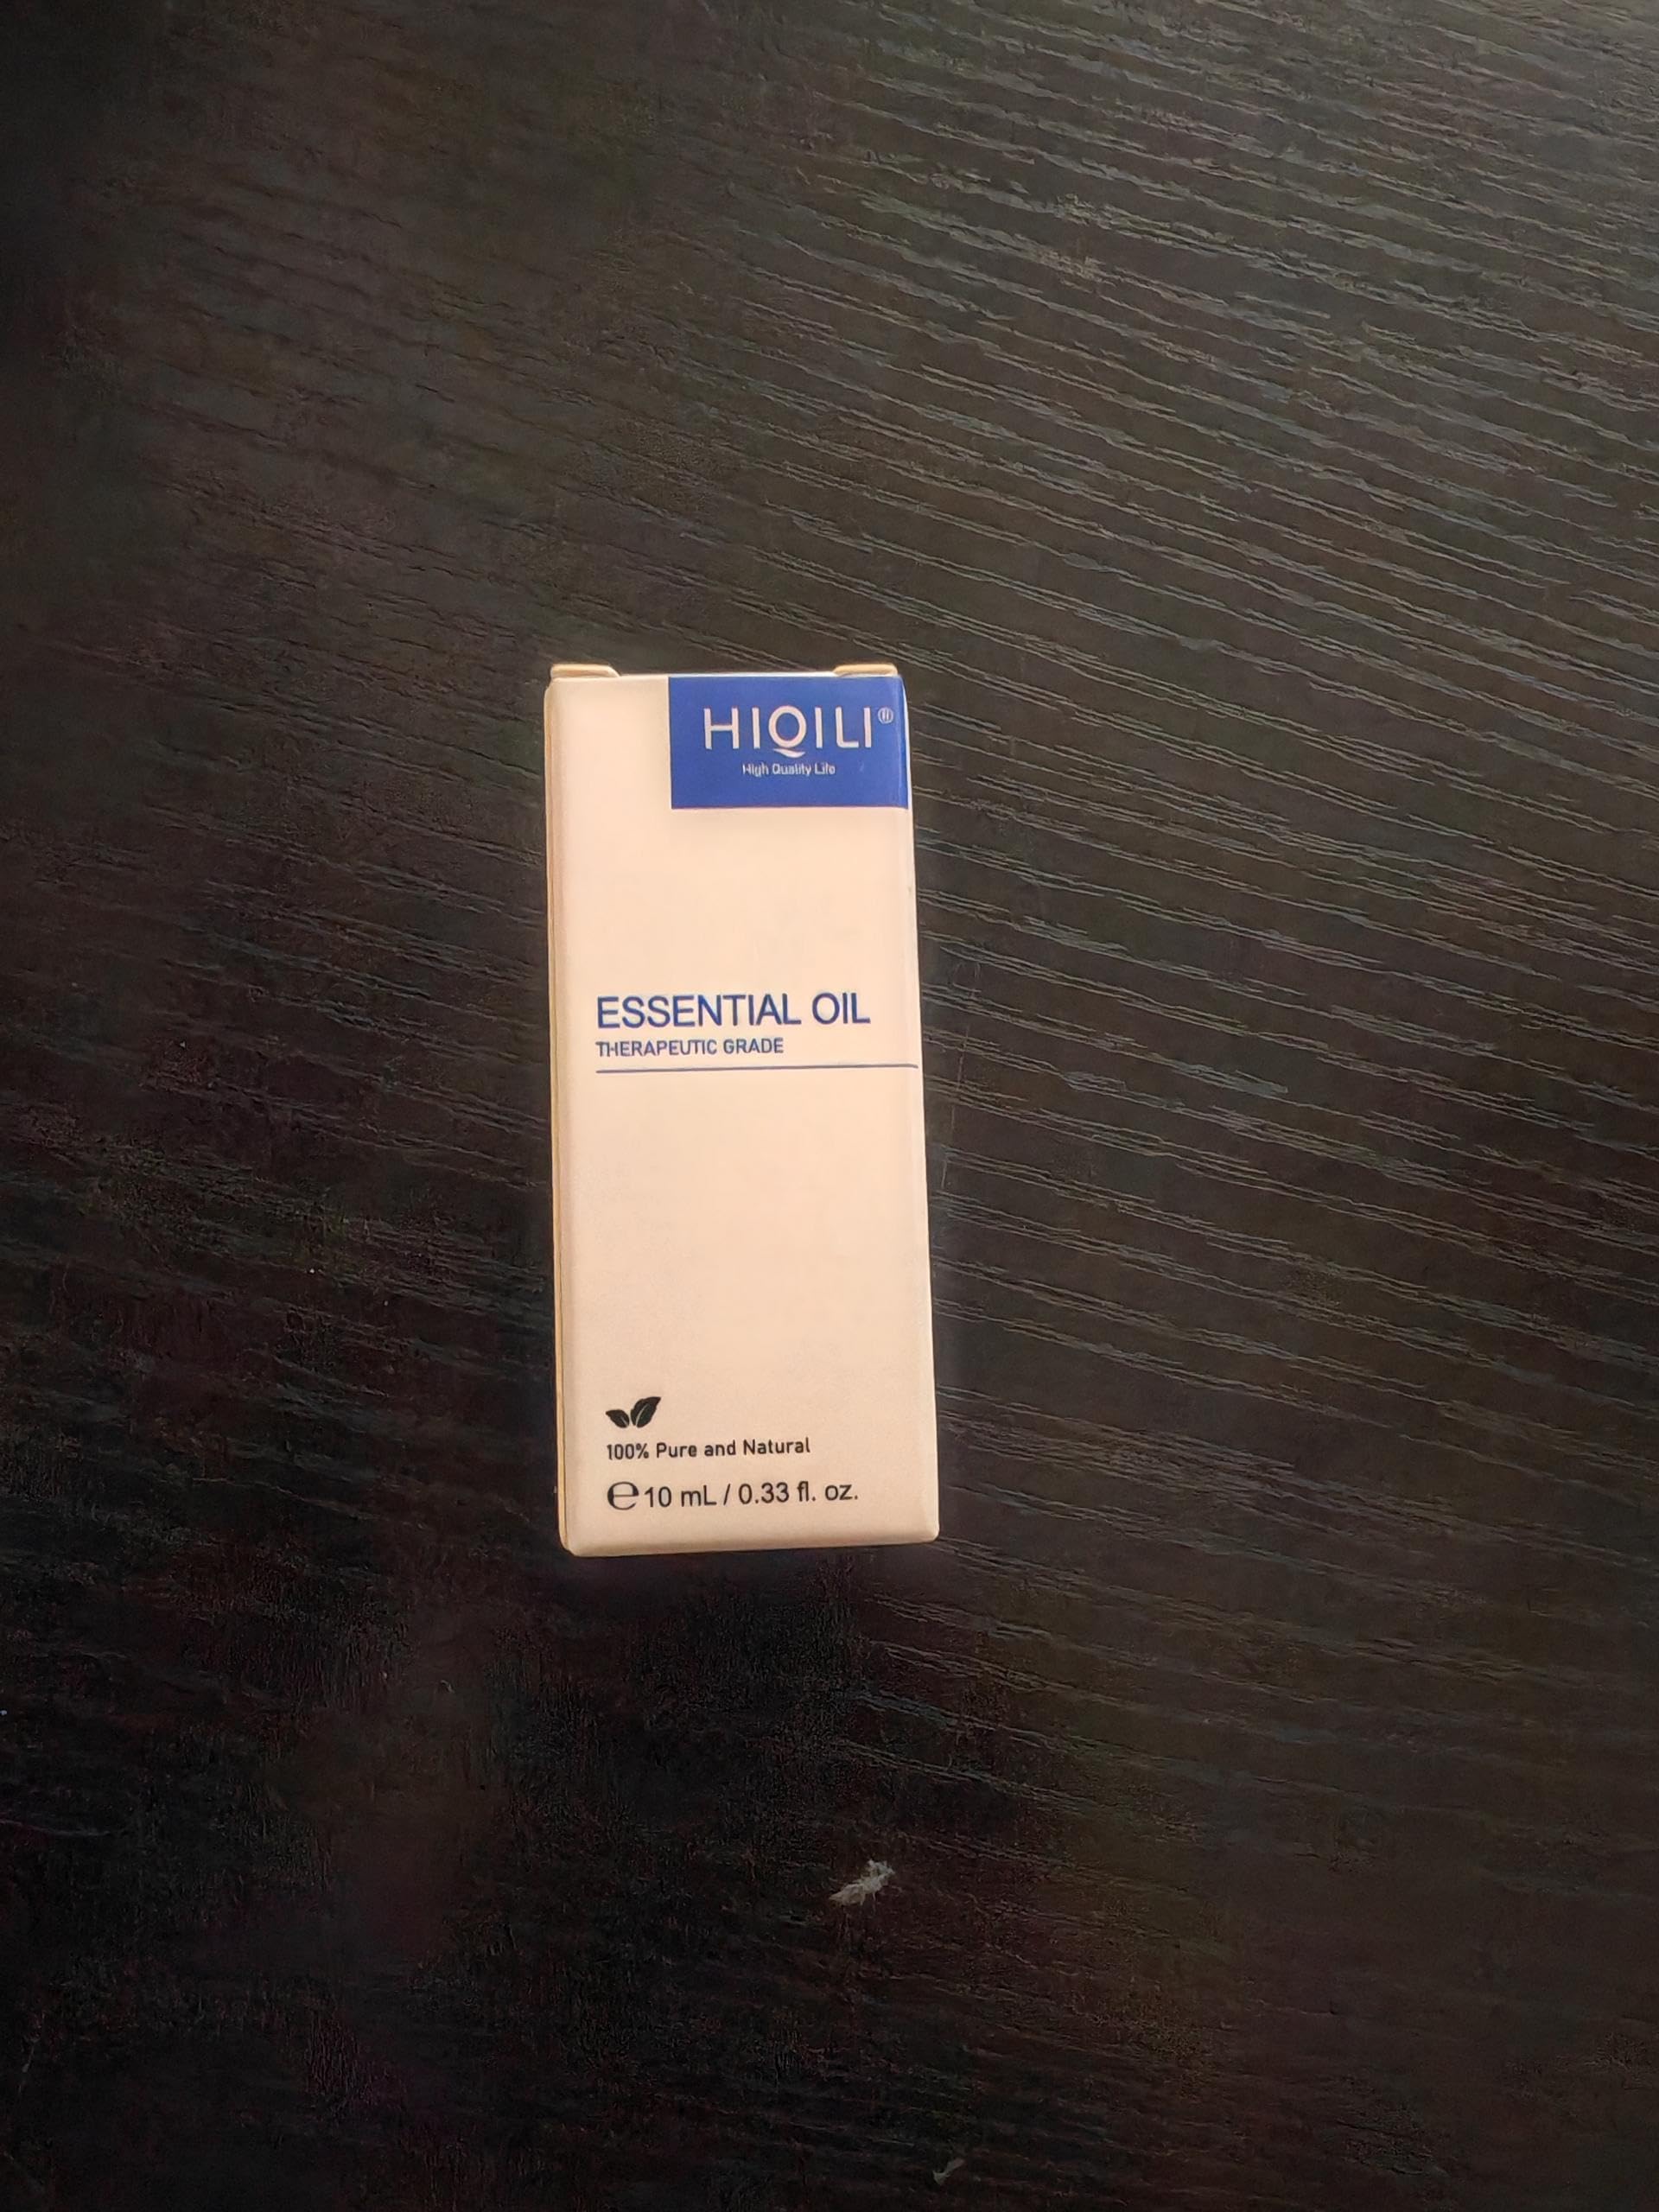 HIQILI®
High Quality Life
ESSENTIAL OIL
THERAPEUTIC GRADE
100% Pure and Natural
℮10 mL / 0.33 fl. oz.